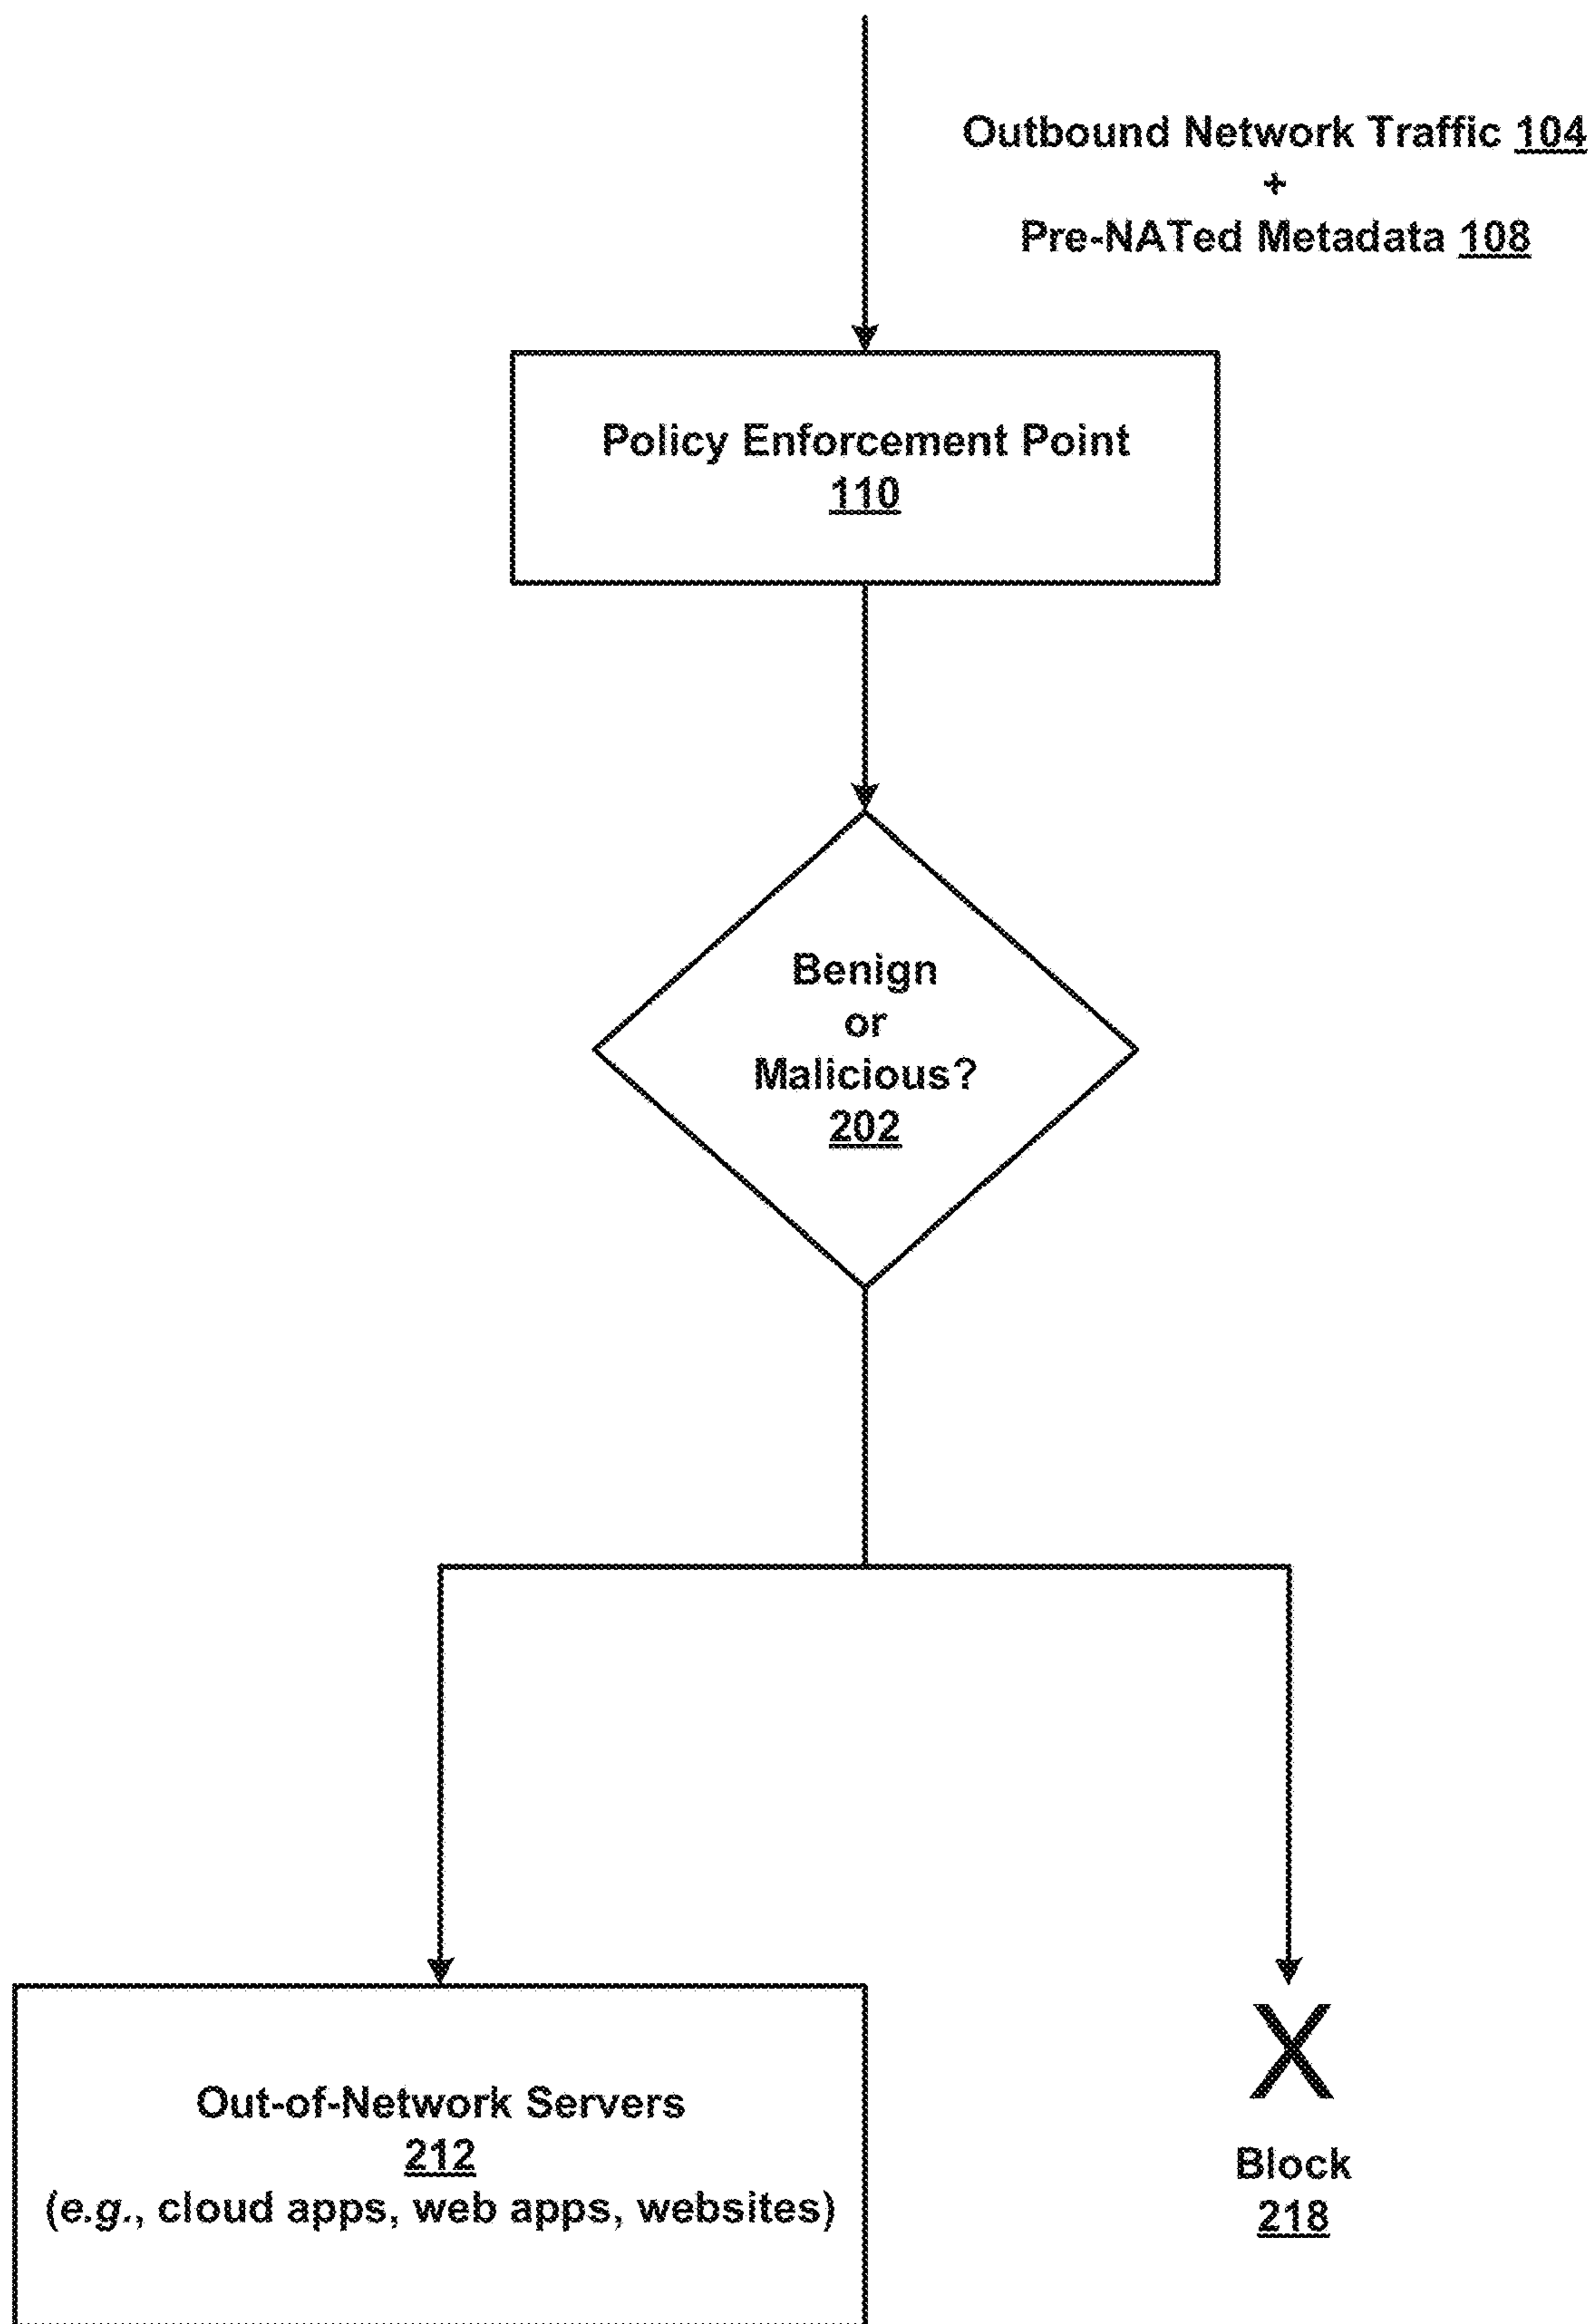 Outbound Network Traffic 104
+
Pre-NATed Metadata 108
Policy Enforcement Point
110
Benign
or
Malicious?
202
Out-of-Network Servers
212
(e.g., cloud apps, web apps, websites)
X
Block
218